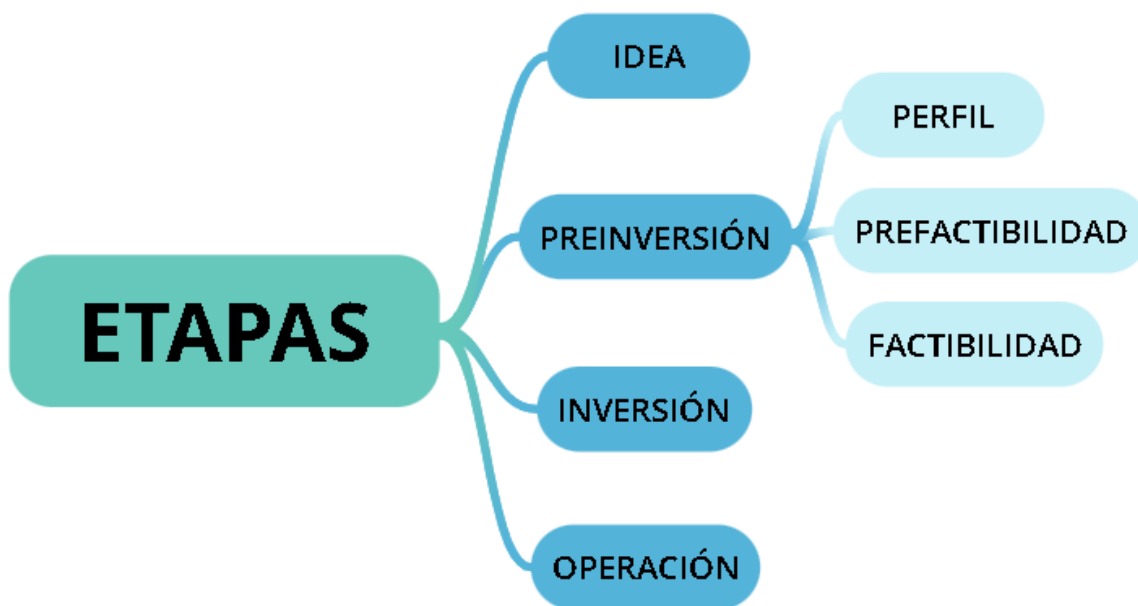 ETAPAS
IDEA
PREINVERSIÓN
PERFIL
PREFACTIBILIDAD
FACTIBILIDAD
INVERSIÓN
OPERACIÓN